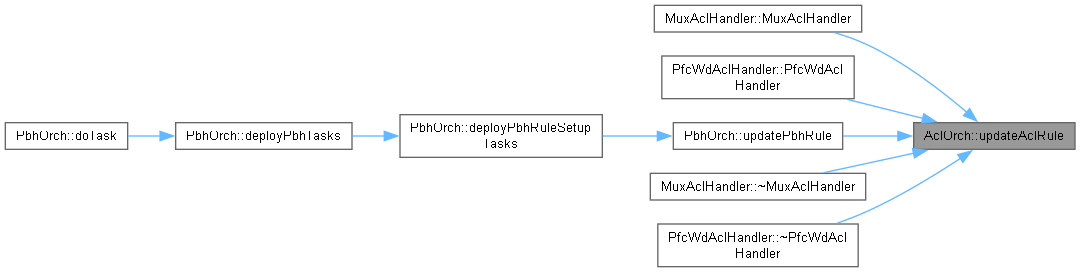 MuxAclHandler::MuxAclHandler
PfcWdAclHandler::PfcWdAcl
Handler
PbhOrch::doTask
PbhOrch::deployPbhTasks
PbhOrch::deployPbhRuleSetup
Tasks
PbhOrch::updatePbhRule
AclOrch::updateAclRule
MuxAclHandler::~MuxAclHandler
PfcWdAclHandler::~PfcWdAcl
Handler